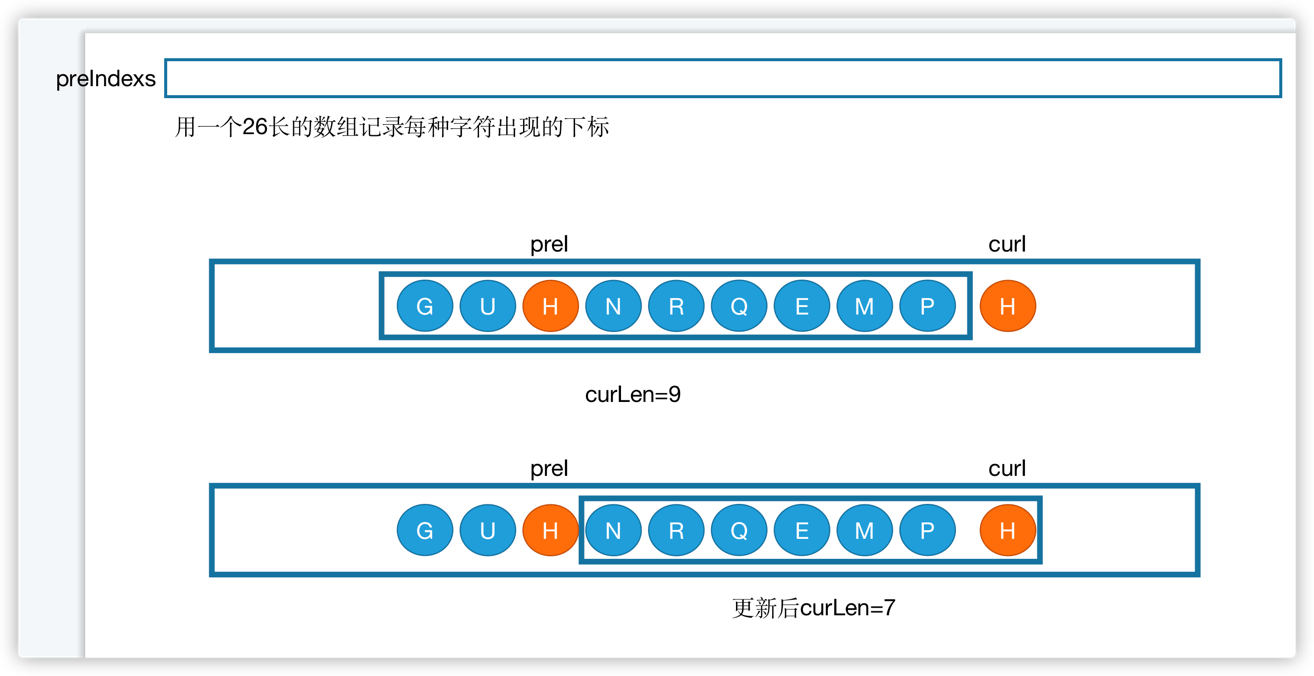 preIndexs
用一个26长的数组记录每种字符出现的下标
preI curI
G U H N R Q E M P H
curLen=9
preI curI
G U H N R Q E M P H
更新后curLen=7